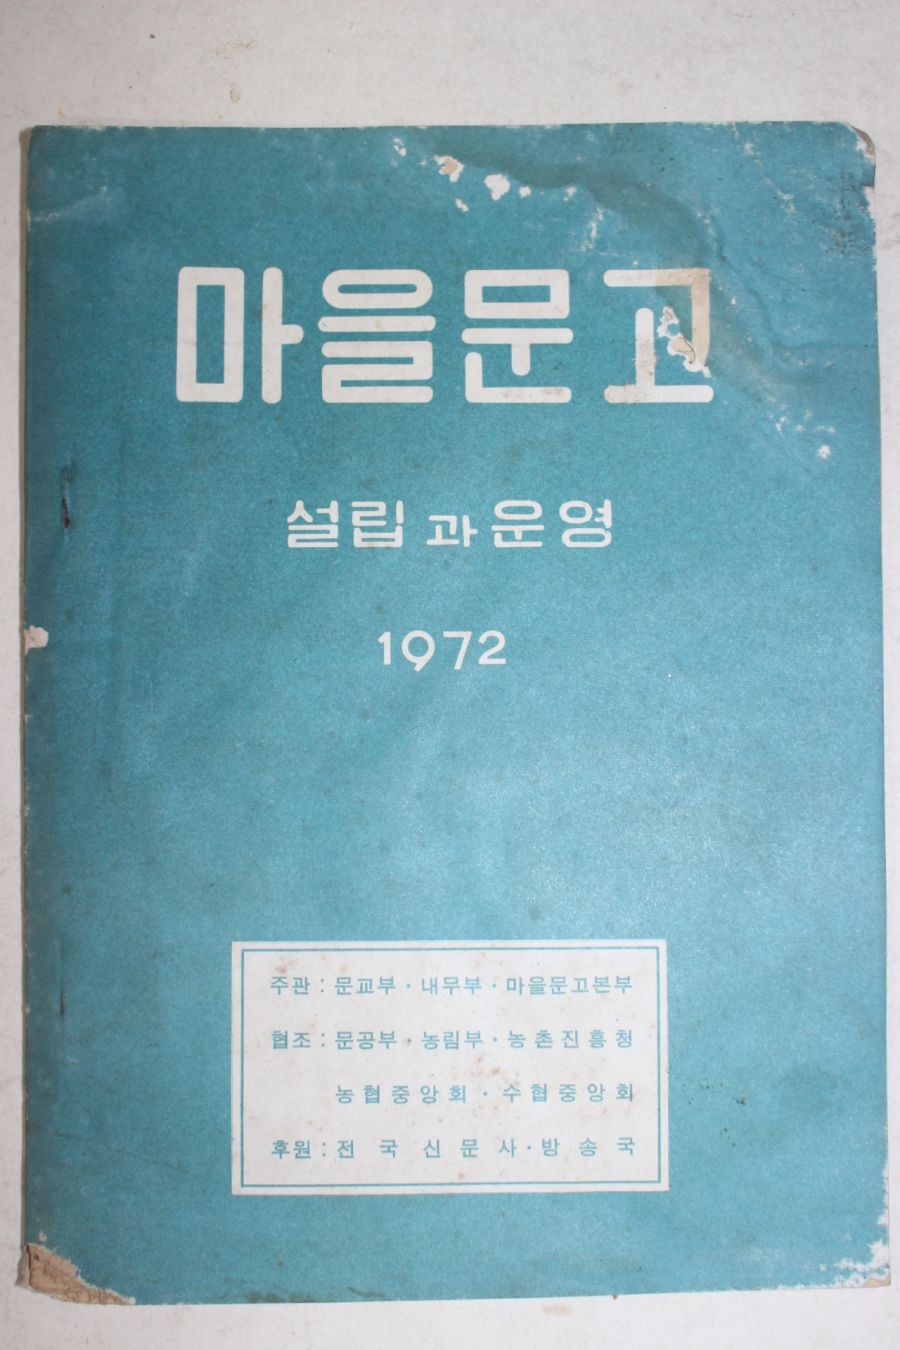 마을문고
설립과 운영
1972
주관 : 문교부 · 내무부 · 마을문고본부
협조 : 문공부 · 농림부 · 농촌진흥청
농협중앙회 · 수협중앙회
후원 : 전국신문사 · 방송국